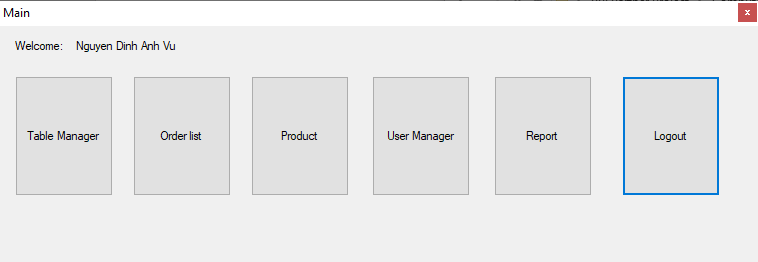 Main
Welcome: Nguyen Dinh Anh Vu
Table Manager
Order list
Product
User Manager
Report
Logout